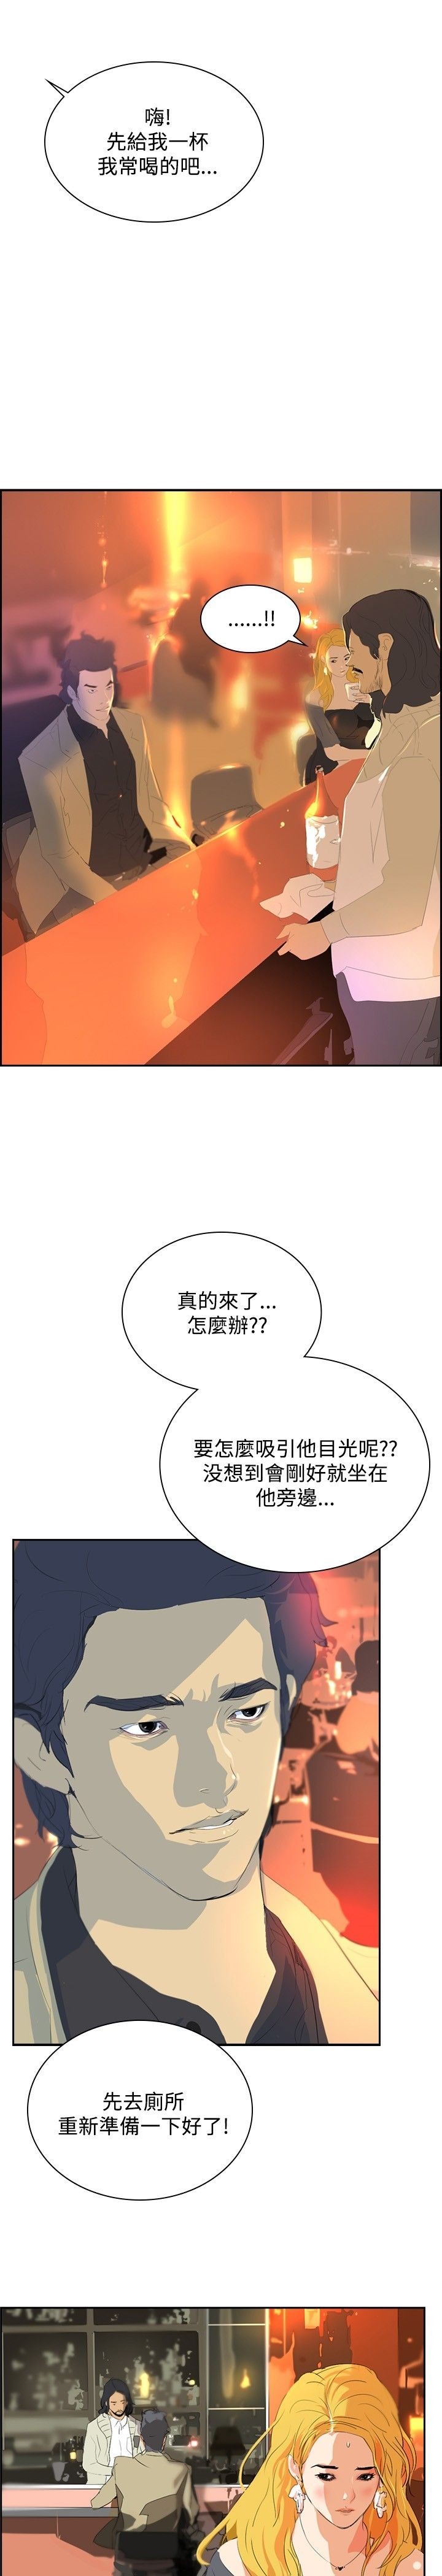 嗨!
先給我一杯
我常喝的吧...
......!!
真的來了...
怎麼辦??
要怎麼吸引他目光呢??
没想到會剛好就坐在
他旁邊...
先去廁所
重新準備一下好了!